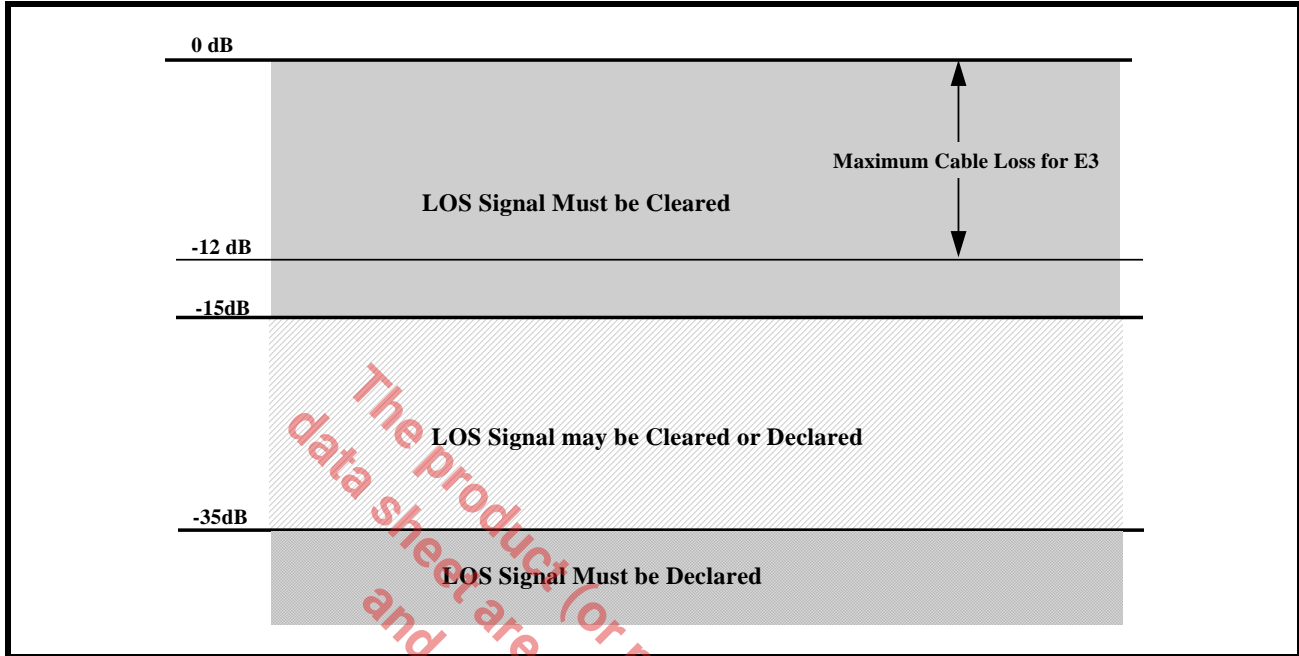 0 dB
Maximum Cable Loss for E3
LOS Signal Must be Cleared
-12 dB
-15dB
LOS Signal may be Cleared or Declared
-35dB
LOS Signal Must be Declared
The product (or
data sheet are
and